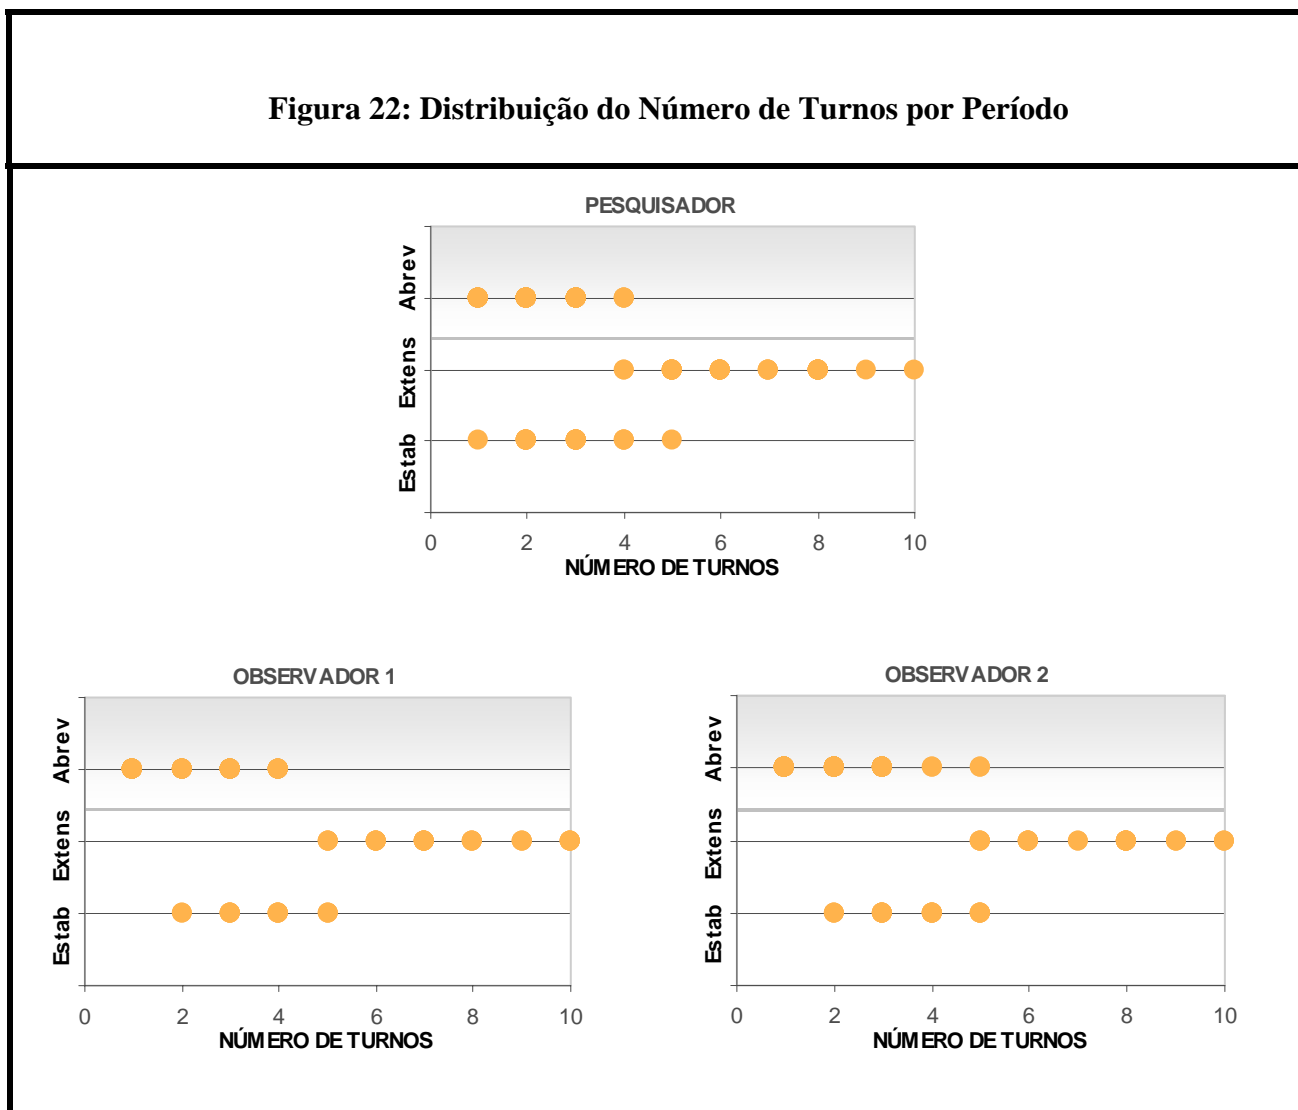 Figura 22: Distribuição do Número de Turnos por Período
PESQUISADOR
Abrev
Extens
Estab
0 2 4 6 8 10
NÚMERO DE TURNOS
OBSERVADOR 1
Abrev
Extens
Estab
0 2 4 6 8 10
NÚMERO DE TURNOS
OBSERVADOR 2
Abrev
Extens
Estab
0 2 4 6 8 10
NÚMERO DE TURNOS